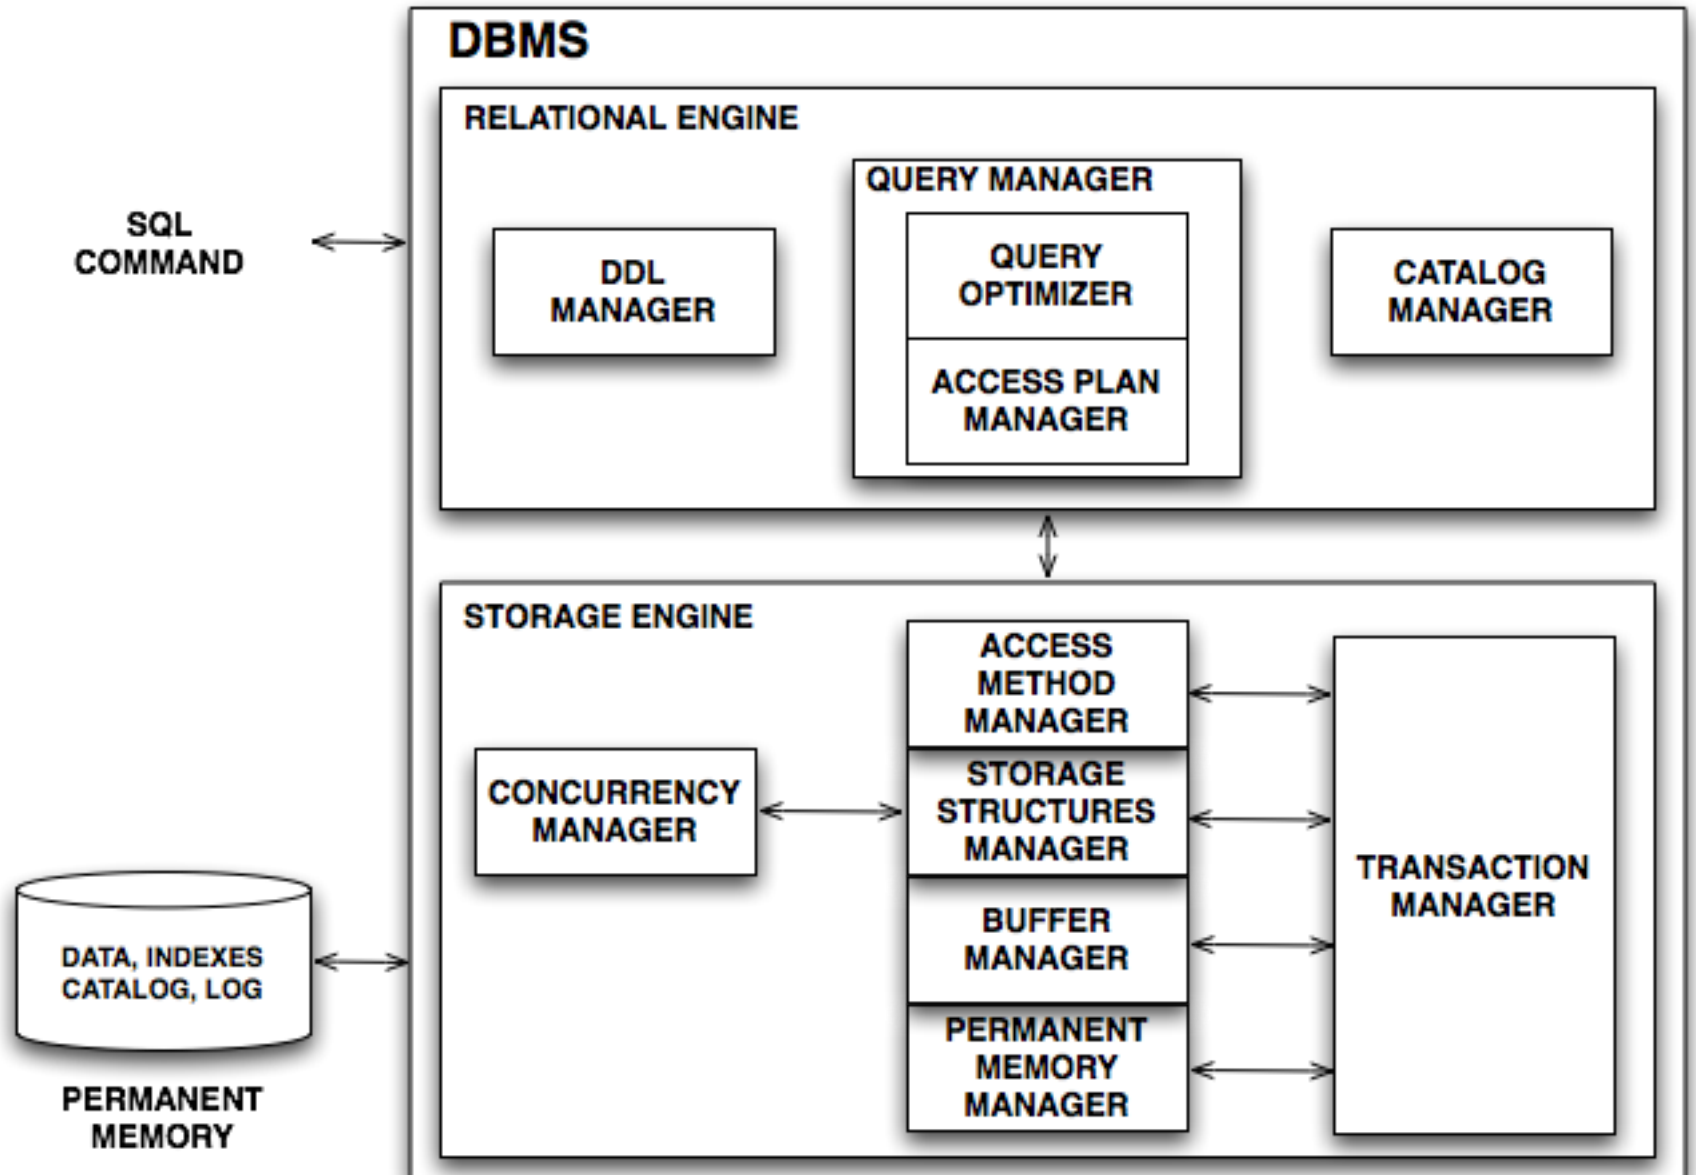 DBMS
RELATIONAL ENGINE
SQL
COMMAND
DDL
MANAGER
QUERY MANAGER
QUERY
OPTIMIZER
ACCESS PLAN
MANAGER
CATALOG
MANAGER
STORAGE ENGINE
CONCURRENCY
MANAGER
ACCESS
METHOD
MANAGER
STORAGE
STRUCTURES
MANAGER
BUFFER
MANAGER
PERMANENT
MEMORY
MANAGER
TRANSACTION
MANAGER
DATA, INDEXES
CATALOG, LOG
PERMANENT
MEMORY